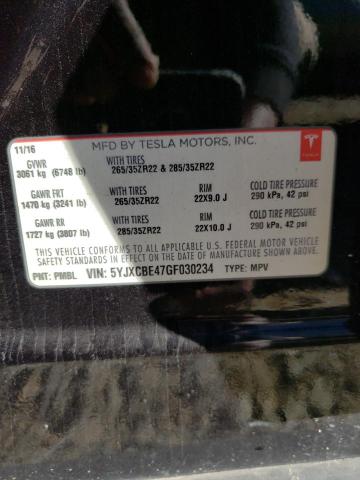 11/16 MFD BY TESLA MOTORS, INC.
GVWR WITH TIRES
3061 kg (6748 lb) 265/35ZR22 & 285/35ZR22
GAWR FRT WITH TIRES RIM COLD TIRE PRESSURE
1470 kg (3241 lb) 265/35ZR22 22X9.0 J 290 kPa, 42 psi
GAWR RR WITH TIRES RIM COLD TIRE PRESSURE
1727 kg (3807 lb) 285/35ZR22 22X10.0 J 290 kPa, 42 psi
THIS VEHICLE CONFORMS TO ALL APPLICABLE U.S. FEDERAL MOTOR VEHICLE
SAFETY STANDARDS IN EFFECT ON THE DATE OF MANUFACTURE SHOWN ABOVE.
PNT: PMBL VIN: 5YJXCBE47GF030234 TYPE: MPV
TESLA